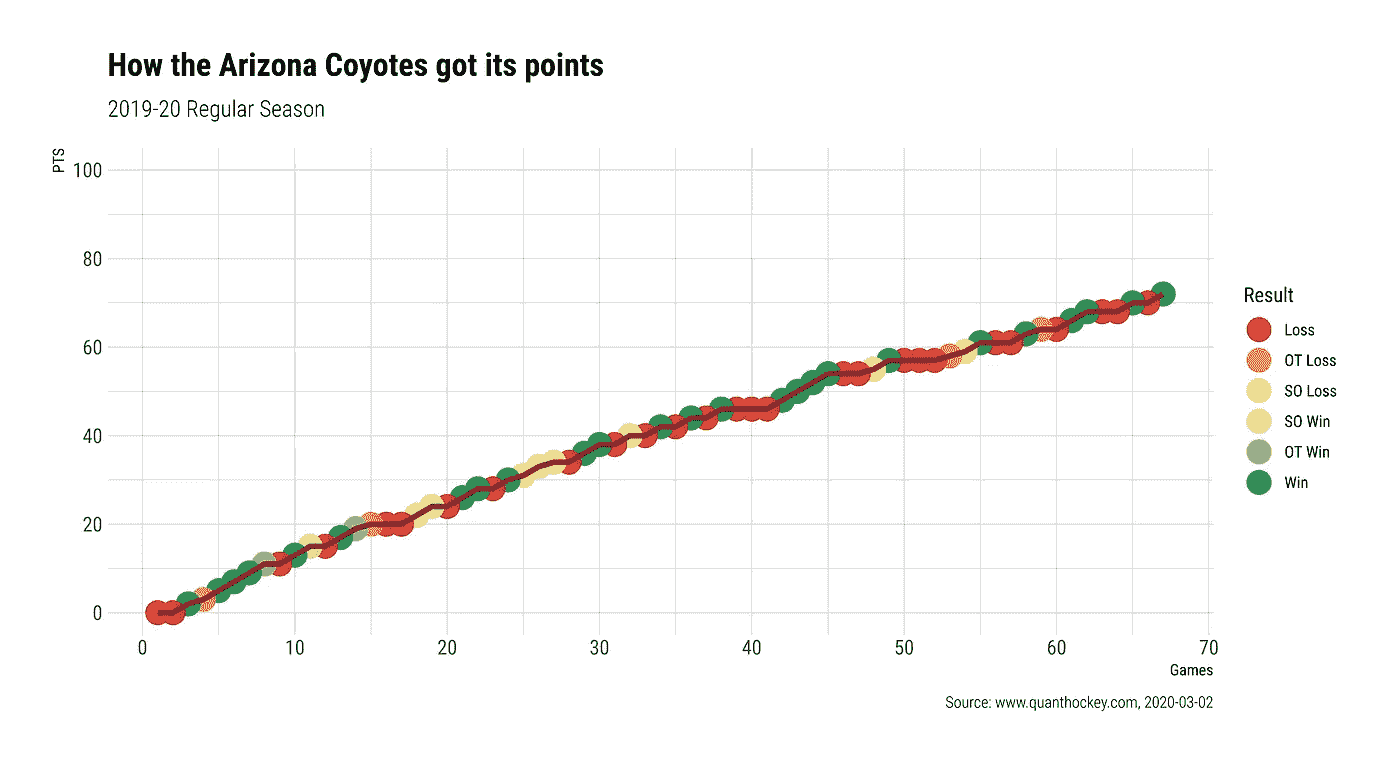 How the Arizona Coyotes got its points
2019-20 Regular Season
PTS
100
80
60
40
20
0
0 10 20 30 40 50 60 70
Games
Result
Loss
OT Loss
SO Loss
SO Win
OT Win
Win
Source: www.quanthockey.com, 2020-03-02